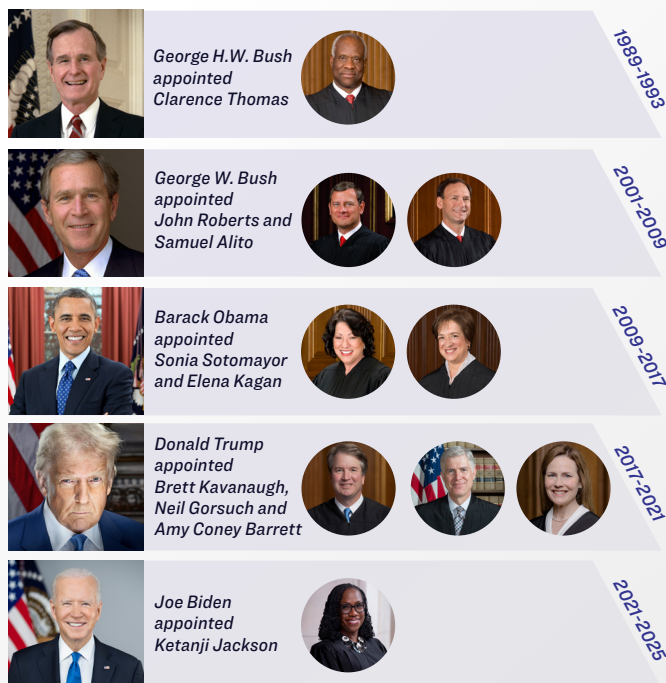 George H.W. Bush
appointed
Clarence Thomas
1989-1993
George W. Bush
appointed
John Roberts and
Samuel Alito
2001-2009
Barack Obama
appointed
Sonia Sotomayor
and Elena Kagan
2009-2017
Donald Trump
appointed
Brett Kavanaugh,
Neil Gorsuch and
Amy Coney Barrett
2017-2021
Joe Biden
appointed
Ketanji Jackson
2021-2025